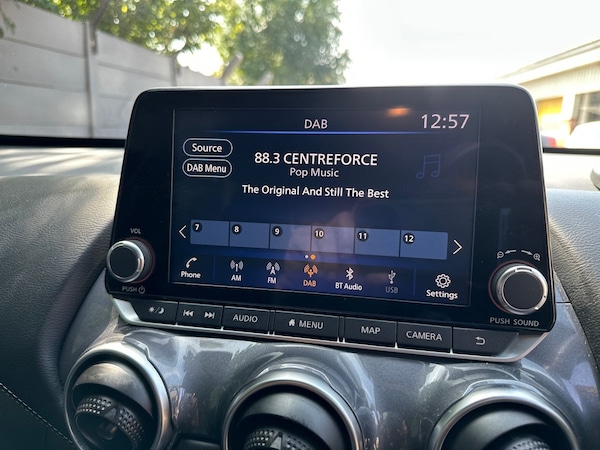 DAB
12:57
Source
88.3 CENTREFORCE
DAB Menu
Pop Music
The Original And Still The Best
7 8 9 10 11 12
Phone AM FM DAB BT Audio USB Settings
VOL
PUSH
PUSH SOUND
AUDIO MENU MAP CAMERA